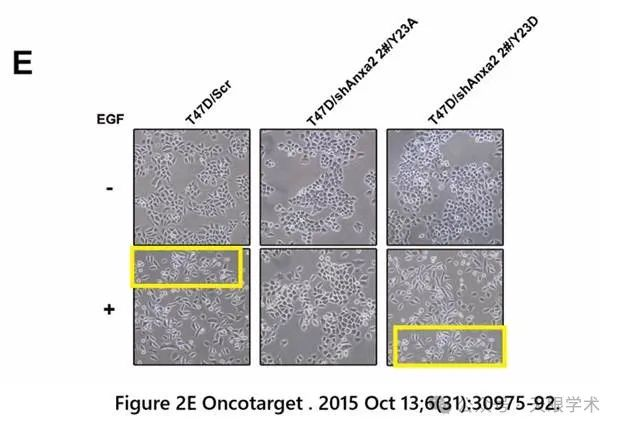 E
EGF
T47D/Scr
T47D/shAnxa2 2#/Y23A
T47D/shAnxa2 2#/Y23D
-
+
Figure 2E Oncotarget . 2015 Oct 13;6(31):30975-92.